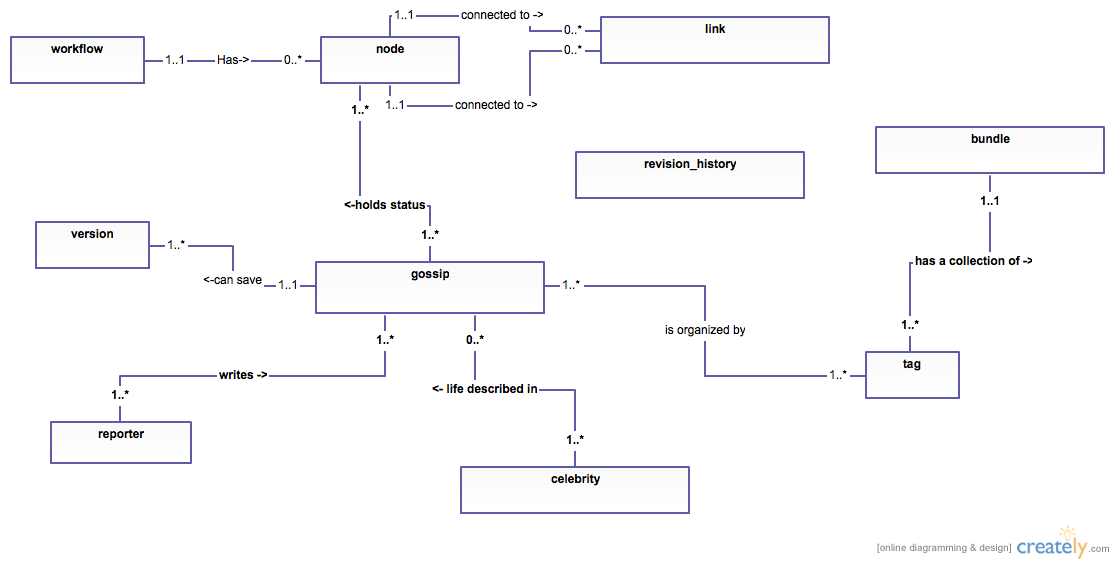 1..1
connected to ->
0..*
link
workflow
1..1
Has->
0..*
node
0..*
1..1
connected to ->
1..*
bundle
revision_history
1..1
<-holds status
version
1..*
1..*
has a collection of ->
gossip
<-can save
1..1
1..*
is organized by
1..*
1..*
0..*
tag
writes ->
1..*
<- life described in
1..*
reporter
1..*
celebrity
[online diagramming & design] creately.com